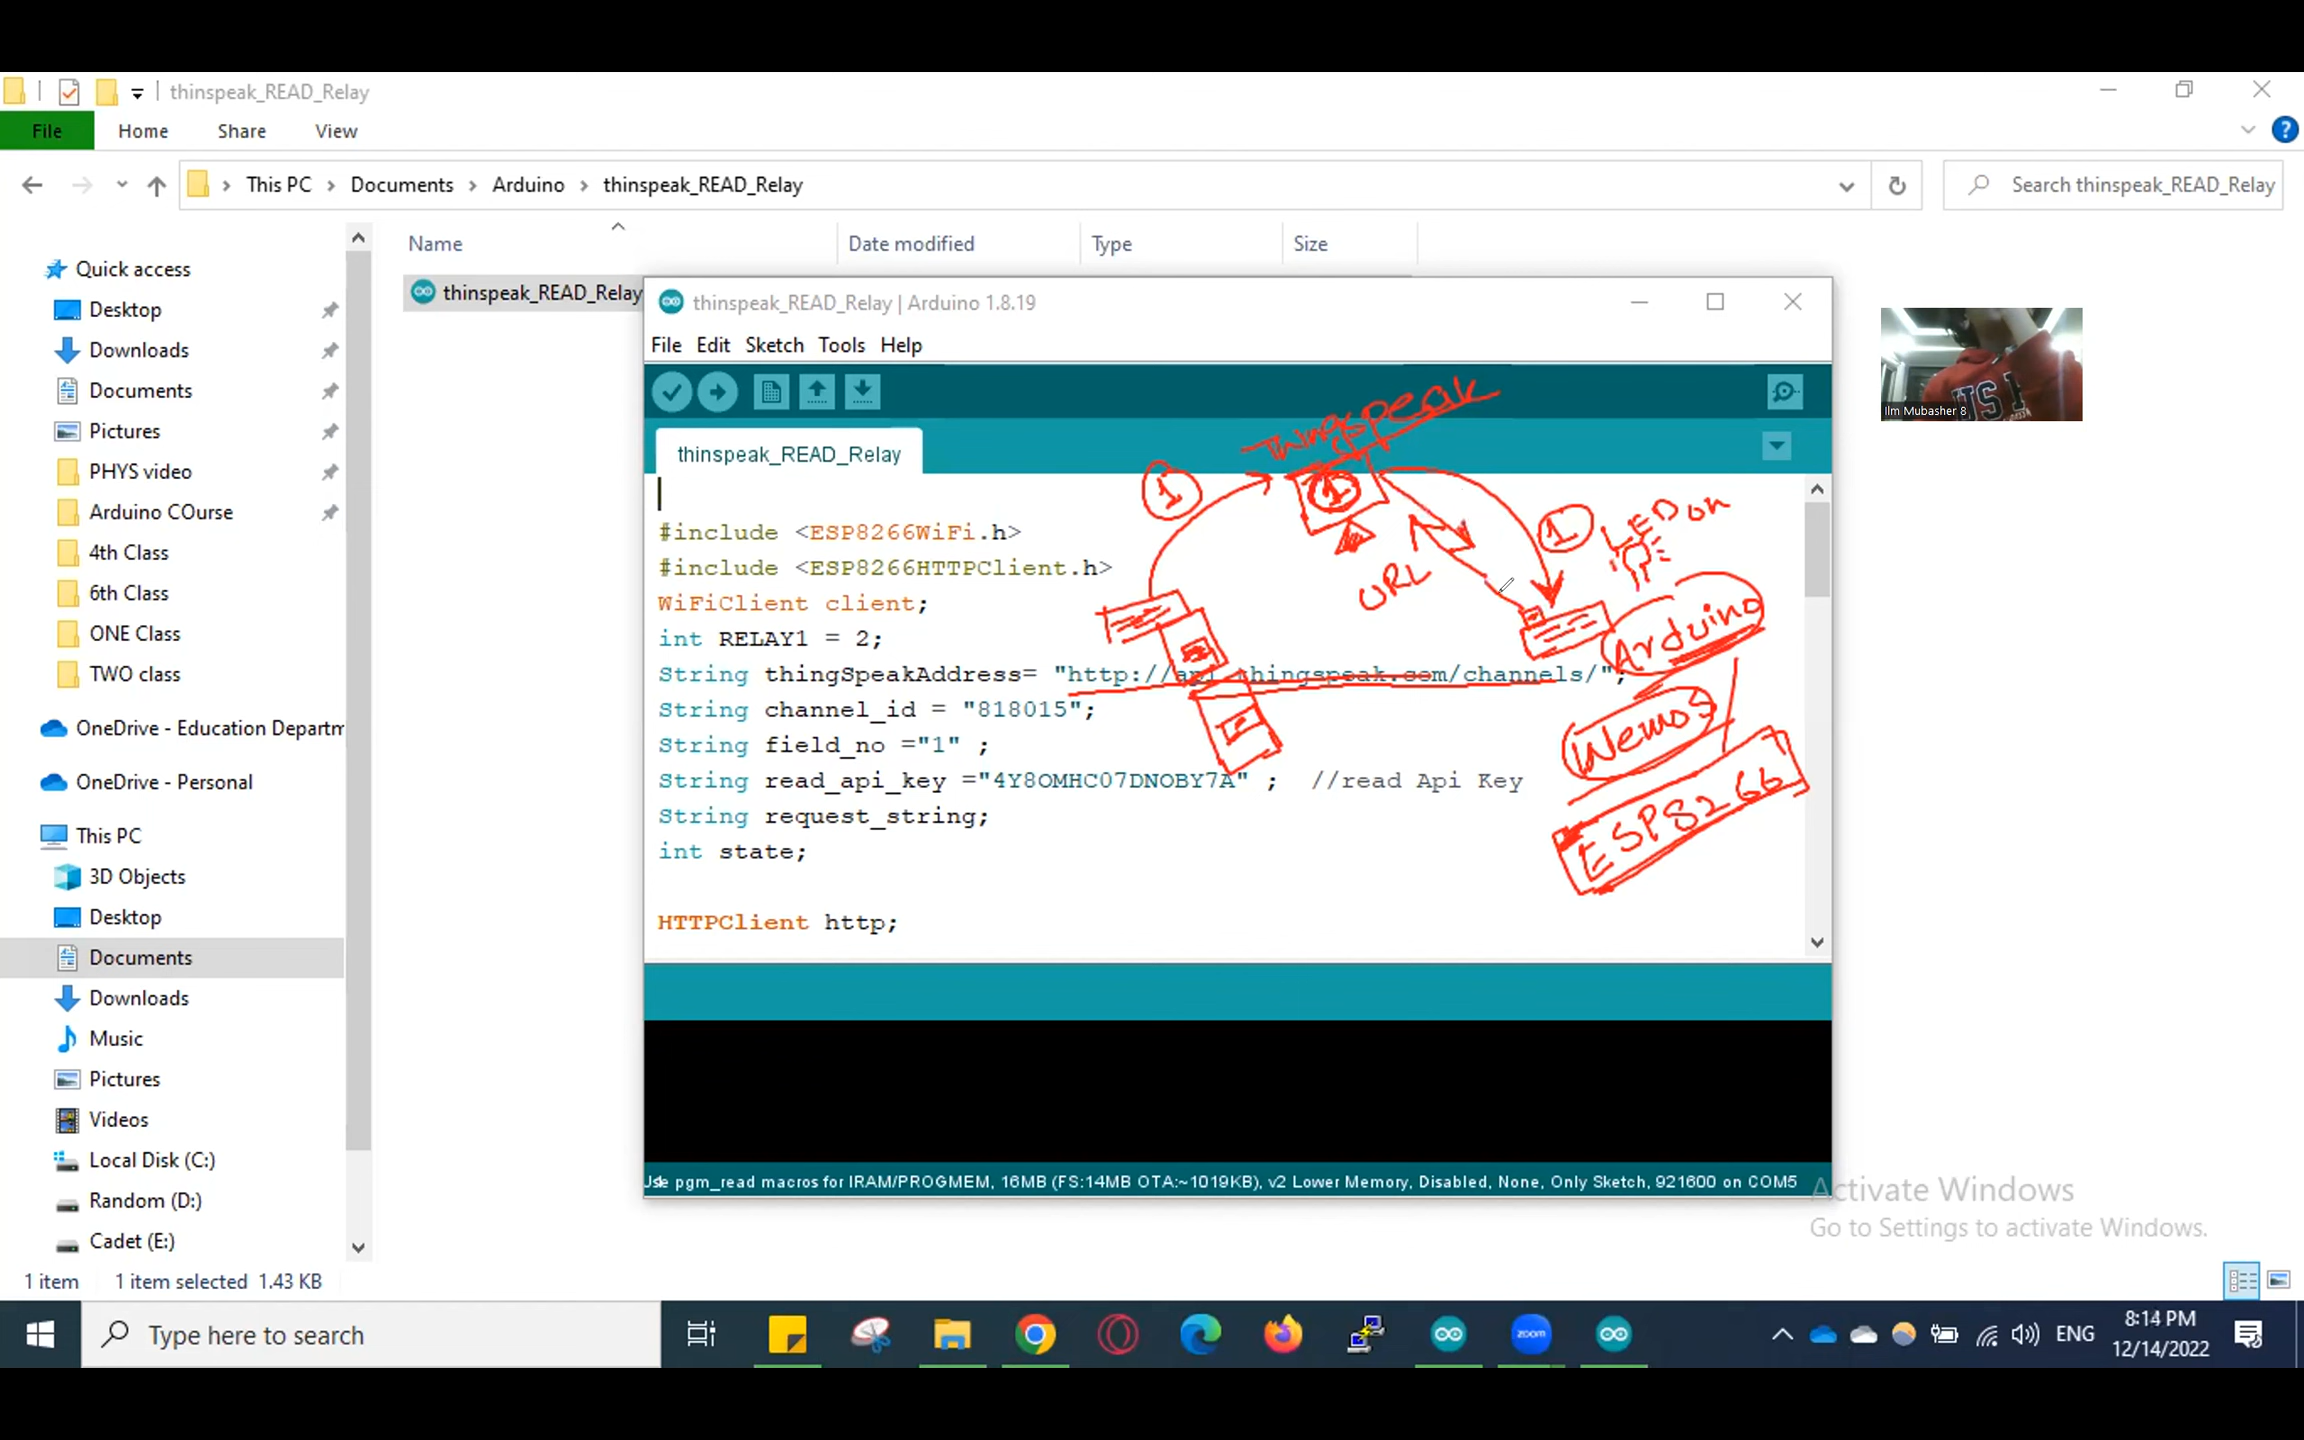 thinspeak_READ_Relay
File
Home
Share
View
This PC
Documents
Arduino
thinspeak_READ_Relay
Search thinspeak_READ_Relay
Name
Date modified
Type
Size
Quick access
Desktop
Downloads
Documents
Pictures
PHYS video
Arduino COurse
4th Class
6th Class
ONE Class
TWO class
OneDrive - Education Departm
OneDrive - Personal
This PC
3D Objects
Desktop
Documents
Downloads
Music
Pictures
Videos
Local Disk (C:)
Random (D:)
Cadet (E:)
1 item
1 item selected
1.43 KB
thinspeak_READ_Relay
thinspeak_READ_Relay | Arduino 1.8.19
File Edit Sketch Tools Help
thinspeak_READ_Relay
#include <ESP8266WiFi.h>
#include <ESP8266HTTPClient.h>
WiFiClient client;
int RELAY1 = 2;
String thingSpeakAddress= "http://api.thingspeak.com/channels/";
String channel_id = "818015";
String field_no ="1" ;
String read_api_key ="4Y8OMHC07DNOBY7A" ; //read Api Key
String request_string;
int state;
HTTPClient http;
Thingspeak
1
1
1
LED on
URL
Arduino
Wemos
ESP8266
Use pgm_read macros for IRAM/PROGMEM, 16MB (FS:14MB OTA:~1019KB), v2 Lower Memory, Disabled, None, Only Sketch, 921600 on COM5
US
Ilm Mubasher 8
Activate Windows
Go to Settings to activate Windows.
Type here to search
zoom
ENG
8:14 PM
12/14/2022